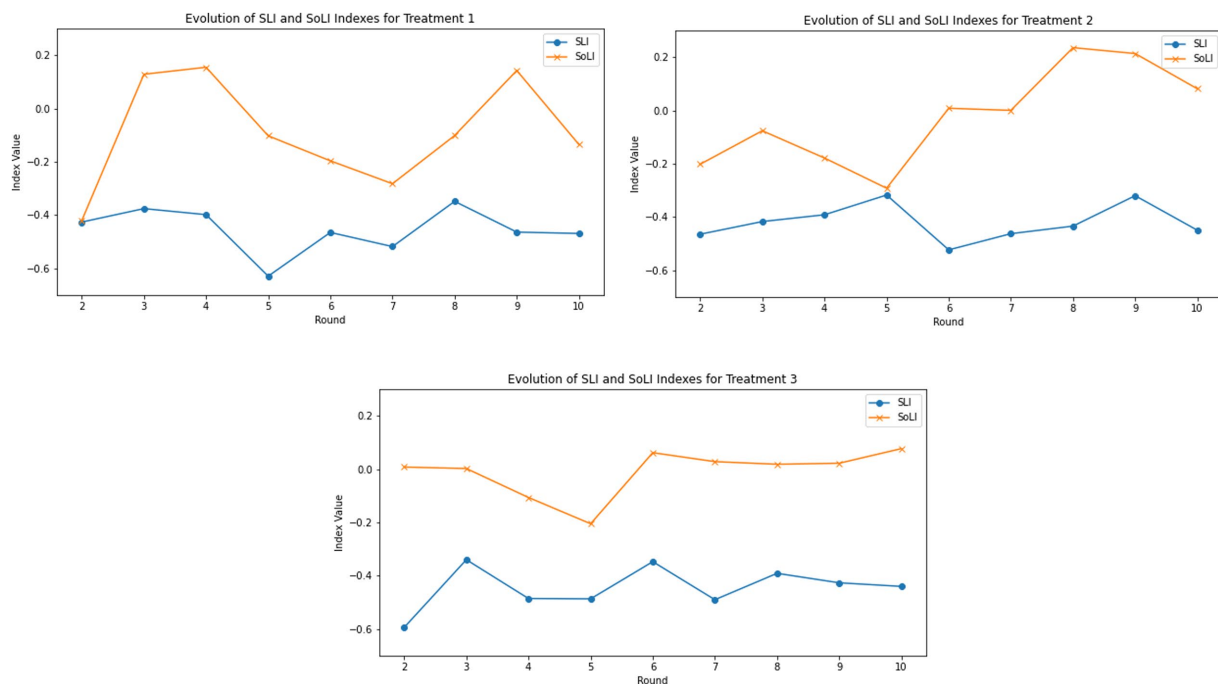 Evolution of SLI and SoLI Indexes for Treatment 1
SLI
SoLI
Index Value
0.2
0.0
−0.2
−0.4
−0.6
2 3 4 5 6 7 8 9 10
Round
Evolution of SLI and SoLI Indexes for Treatment 2
SLI
SoLI
Index Value
0.2
0.0
−0.2
−0.4
−0.6
2 3 4 5 6 7 8 9 10
Round
Evolution of SLI and SoLI Indexes for Treatment 3
SLI
SoLI
Index Value
0.2
0.0
−0.2
−0.4
−0.6
2 3 4 5 6 7 8 9 10
Round